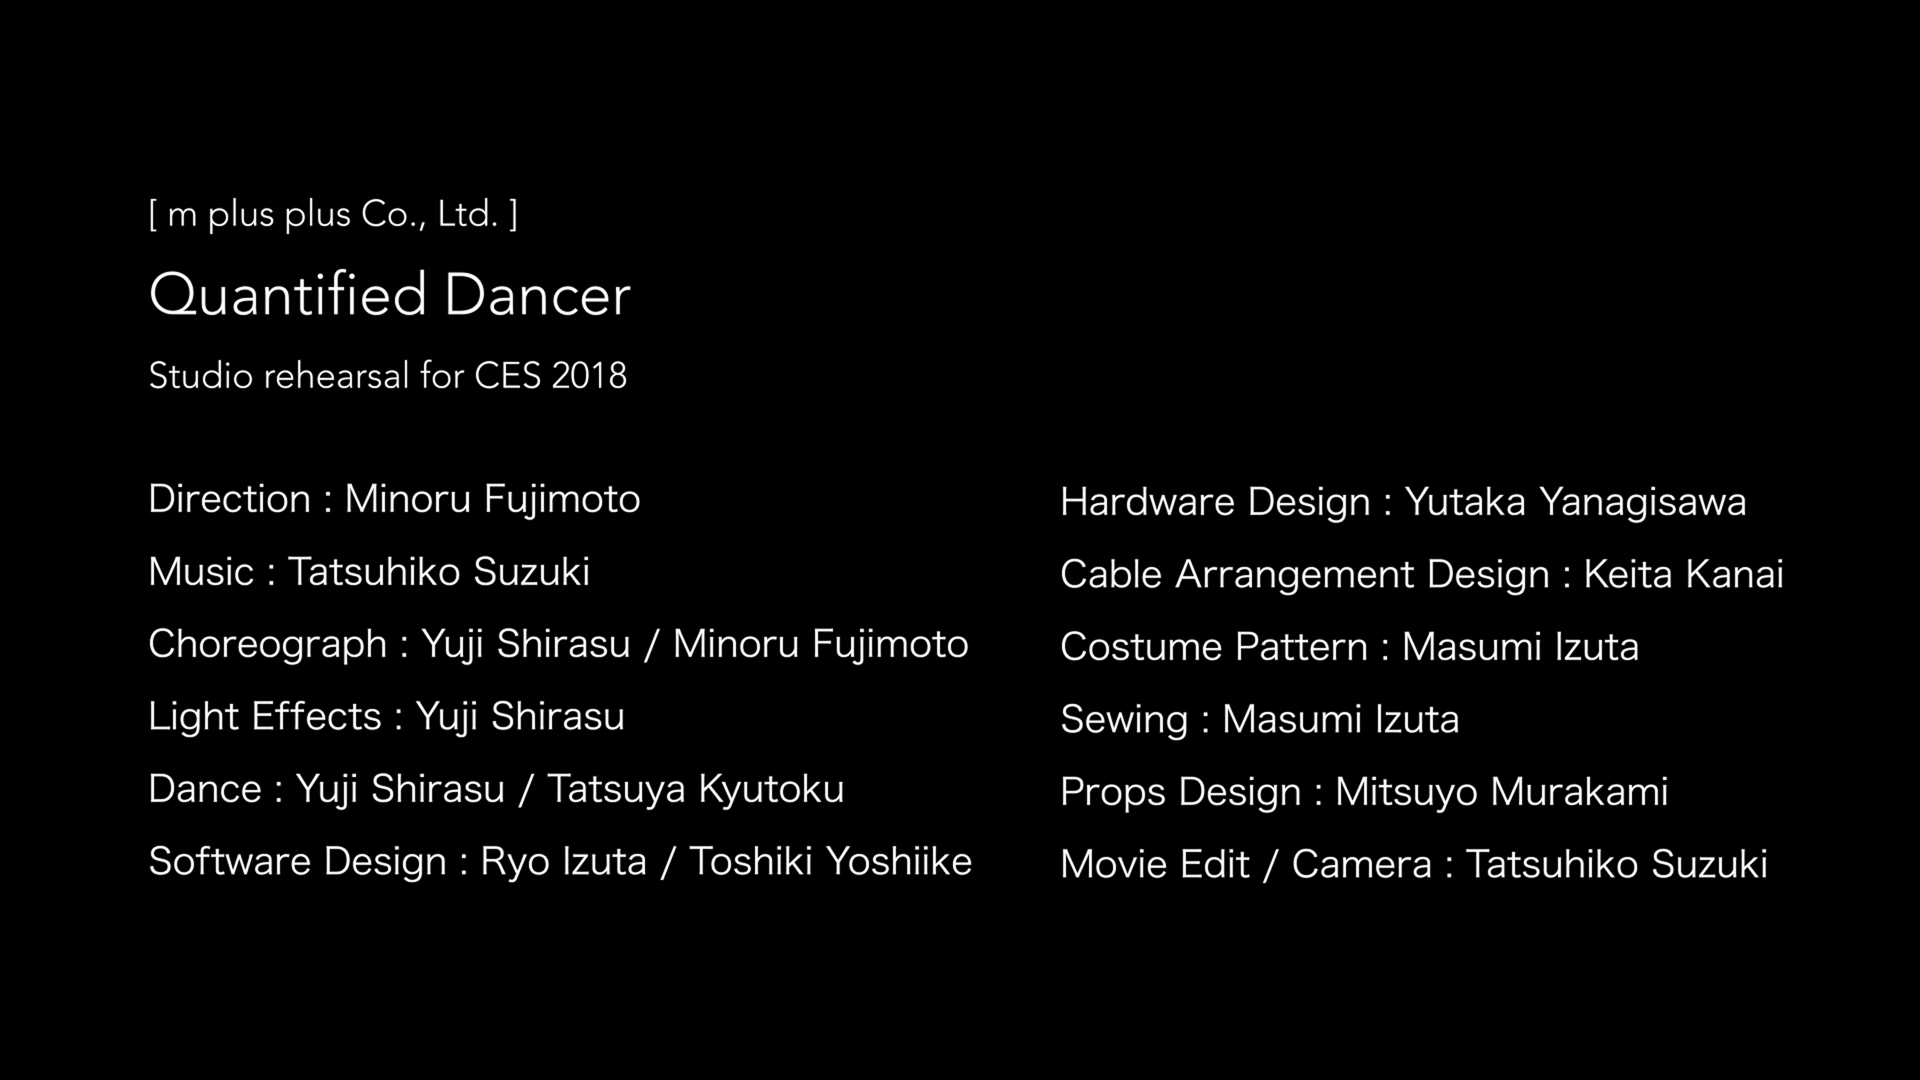 [ m plus plus Co., Ltd. ]
Quantified Dancer
Studio rehearsal for CES 2018
Direction : Minoru Fujimoto
Music : Tatsuhiko Suzuki
Choreograph : Yuji Shirasu / Minoru Fujimoto
Light Effects : Yuji Shirasu
Dance : Yuji Shirasu / Tatsuya Kyutoku
Software Design : Ryo Izuta / Toshiki Yoshiike
Hardware Design : Yutaka Yanagisawa
Cable Arrangement Design : Keita Kanai
Costume Pattern : Masumi Izuta
Sewing : Masumi Izuta
Props Design : Mitsuyo Murakami
Movie Edit / Camera : Tatsuhiko Suzuki